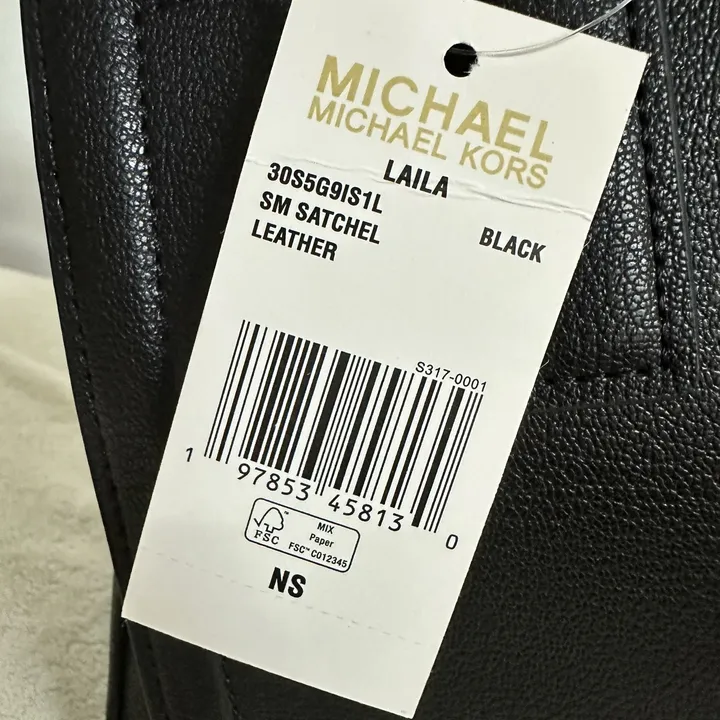 MICHAEL
MICHAEL KORS
LAILA
30S5G9IS1L
SM SATCHEL
LEATHER
BLACK
S317-0001
1 97853 45813 0
FSC™
MIX
Paper
FSC™ C012345
NS